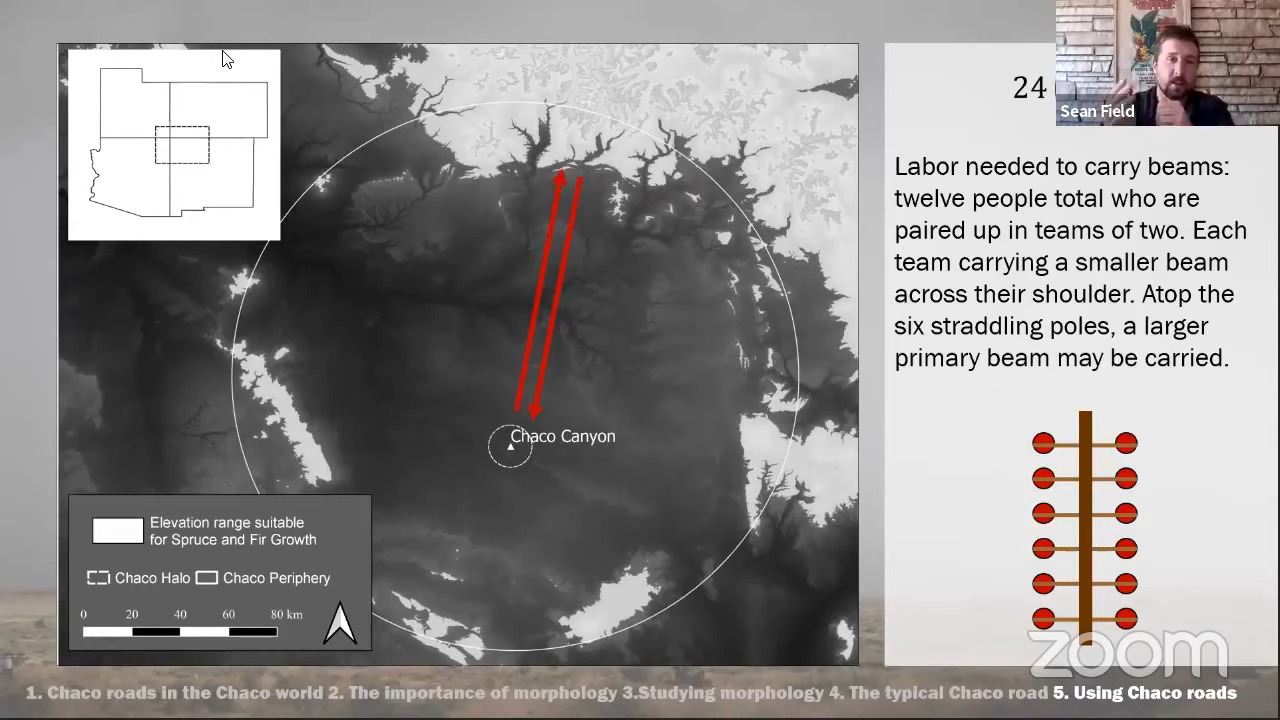 24
Sean Field
Labor needed to carry beams:
twelve people total who are
paired up in teams of two. Each
team carrying a smaller beam
across their shoulder. Atop the
six straddling poles, a larger
primary beam may be carried.
Chaco Canyon
Elevation range suitable
for Spruce and Fir Growth
Chaco Halo Chaco Periphery
0 20 40 60 80 km
zoom
1. Chaco roads in the Chaco world 2. The importance of morphology 3.Studying morphology 4. The typical Chaco road 5. Using Chaco roads